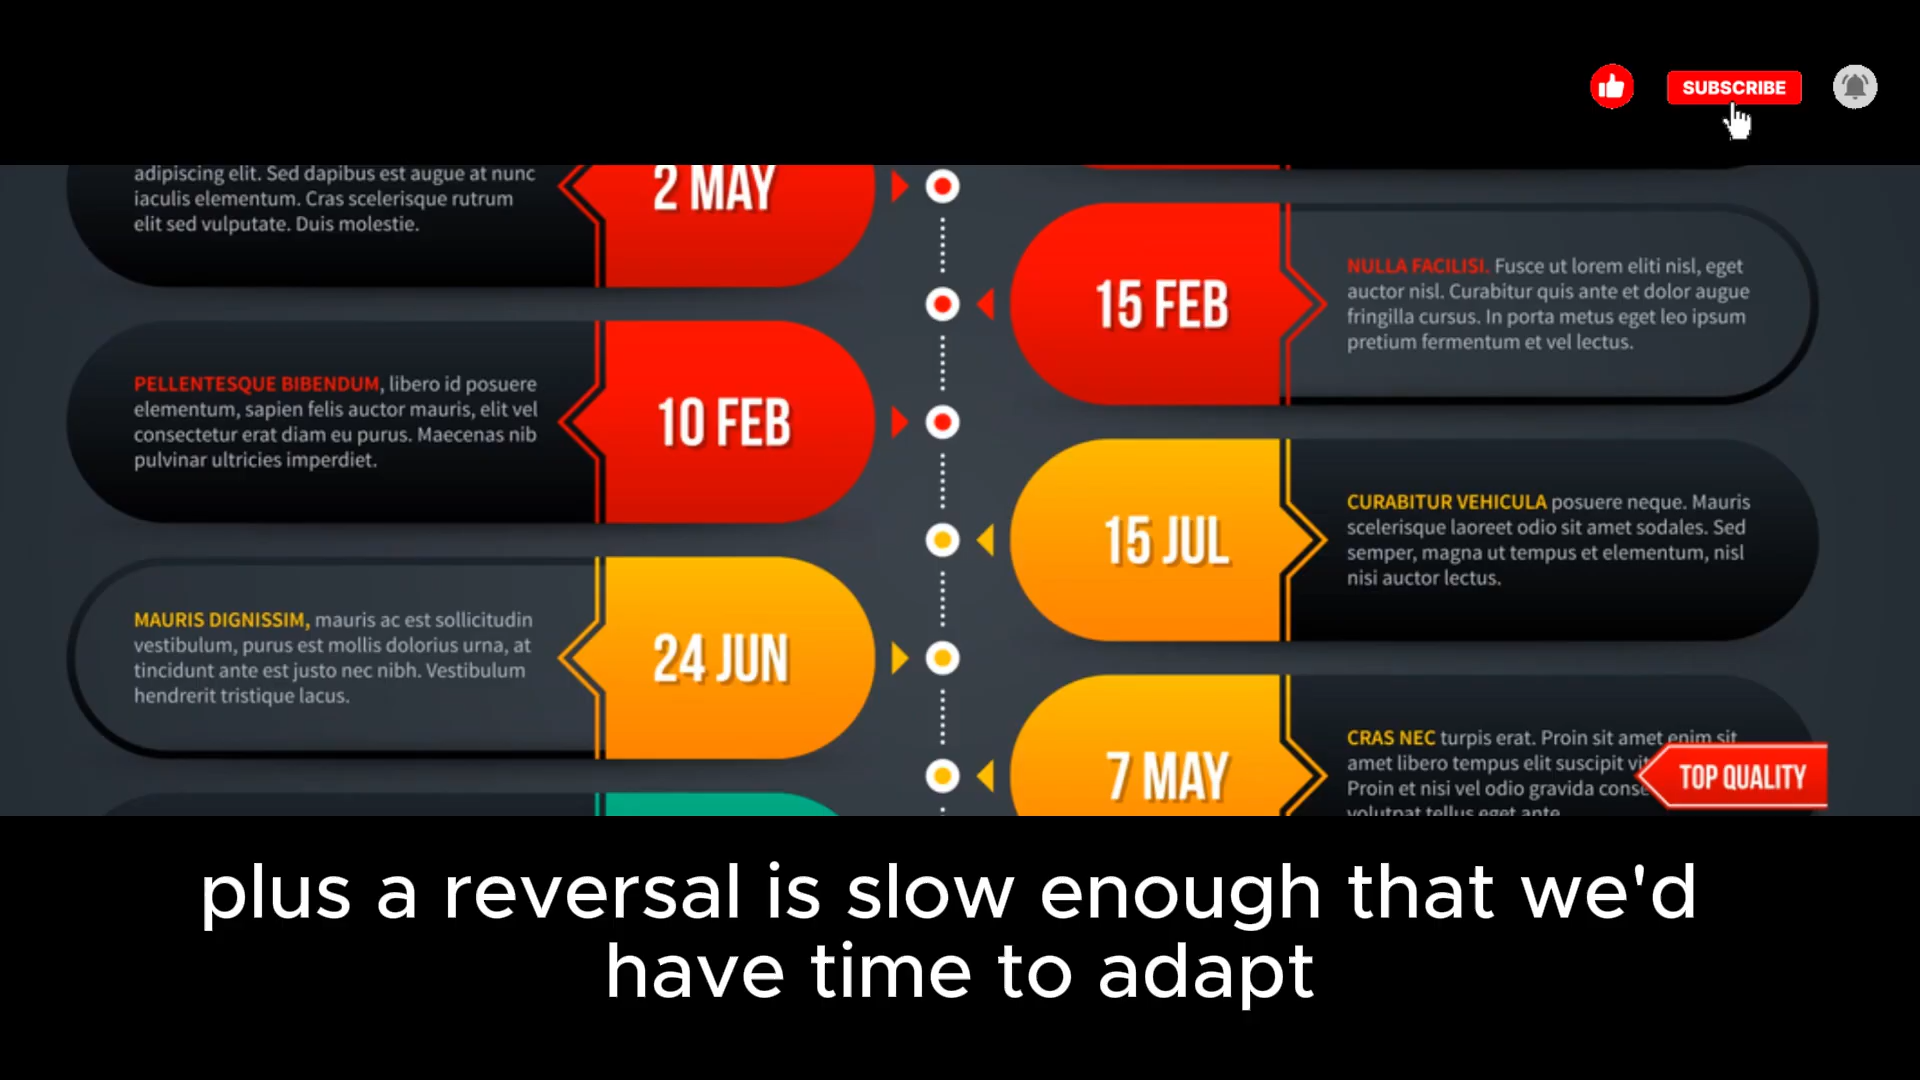 SUBSCRIBE
adipiscing elit. Sed dapibus est augue at nunc
iaculis elementum. Cras scelerisque rutrum
elit sed vulputate. Duis molestie.
2 MAY
15 FEB
NULLA FACILISI. Fusce ut lorem eliti nisl, eget
auctor nisl. Curabitur quis ante et dolor augue
fringilla cursus. In porta metus eget leo ipsum
pretium fermentum et vel lectus.
PELLENTESQUE BIBENDUM, libero id posuere
elementum, sapien felis auctor mauris, elit vel
consectetur erat diam eu purus. Maecenas nib
pulvinar ultricies imperdiet.
10 FEB
15 JUL
CURABITUR VEHICULA posuere neque. Mauris
scelerisque laoreet odio sit amet sodales. Sed
semper, magna ut tempus et elementum, nisl
nisi auctor lectus.
MAURIS DIGNISSIM, mauris ac est sollicitudin
vestibulum, purus est mollis dolorius urna, at
tincidunt ante est justo nec nibh. Vestibulum
hendrerit tristique lacus.
24 JUN
7 MAY
CRAS NEC turpis erat. Proin sit amet enim sit
amet libero tempus elit suscipit
Proin et nisi vel odio gravida
volutpat tellus eget ante
TOP QUALITY
plus a reversal is slow enough that we'd
have time to adapt